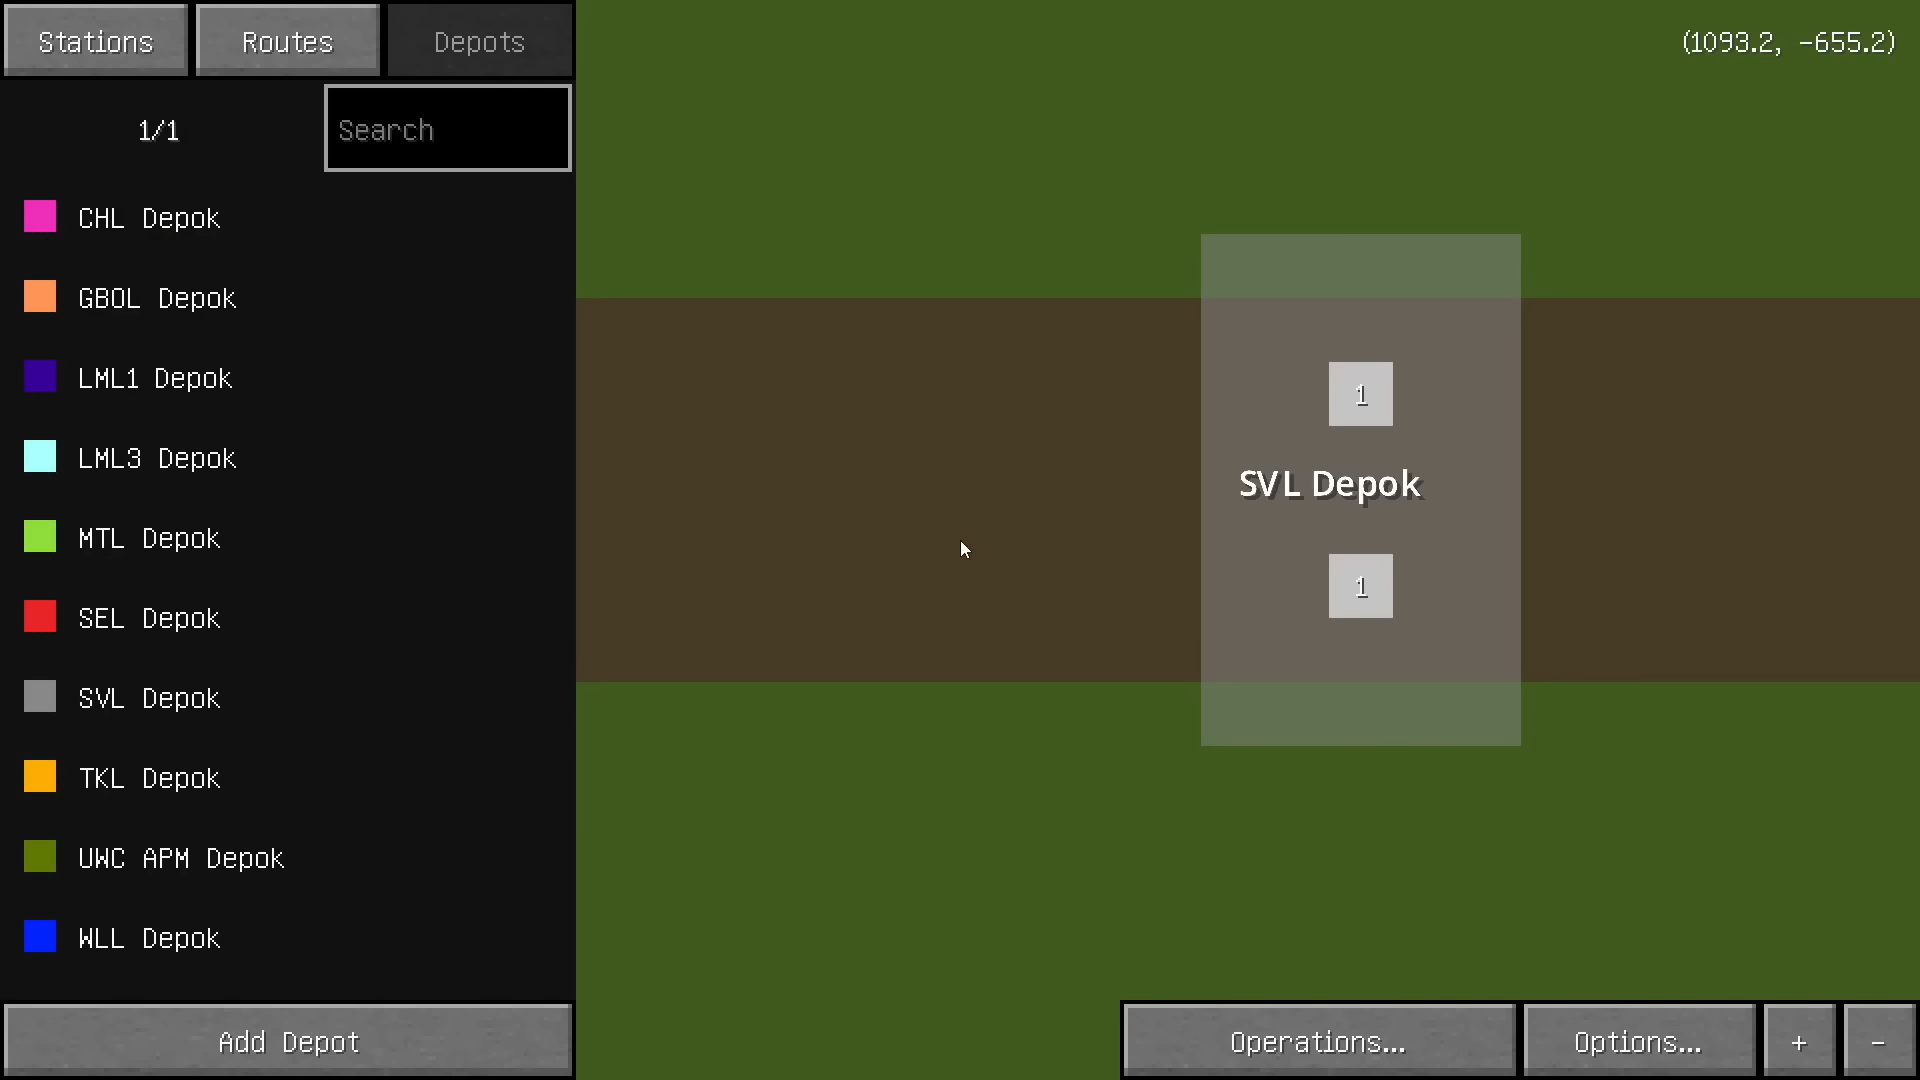 Stations Routes Depots
(1093.2, -655.2)
1/1 Search
CHL Depok
GBOL Depok
LML1 Depok
LML3 Depok
MTL Depok
SEL Depok
SVL Depok
TKL Depok
UWC APM Depok
WLL Depok
1
SVL Depok
1
Add Depot
Operations... Options... + -